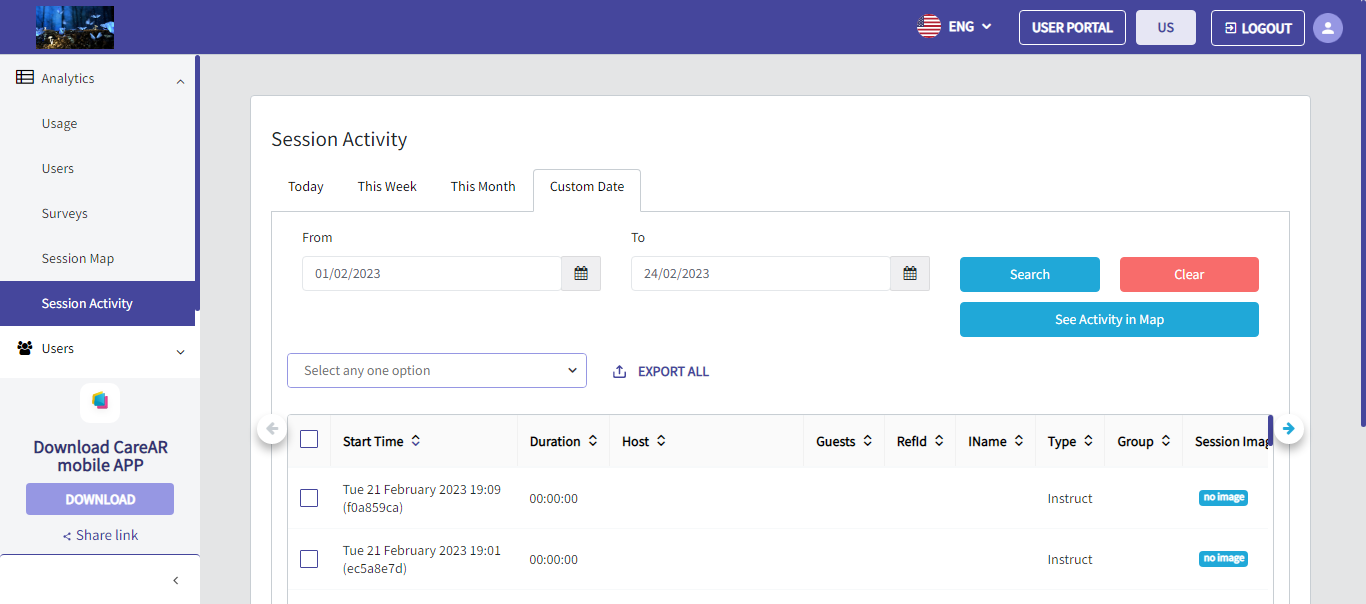 ENG
USER PORTAL
US
LOGOUT
Analytics
Usage
Users
Surveys
Session Map
Session Activity
Users
Download CareAR
mobile APP
DOWNLOAD
Share link
Session Activity
Today This Week This Month Custom Date
From To
01/02/2023 24/02/2023 Search Clear
See Activity in Map
Select any one option EXPORT ALL
Start Time Duration Host Guests RefId IName Type Group Session Imag
Tue 21 February 2023 19:09
(f0a859ca) 00:00:00 Instruct no image
Tue 21 February 2023 19:01
(ec5a8e7d) 00:00:00 Instruct no image